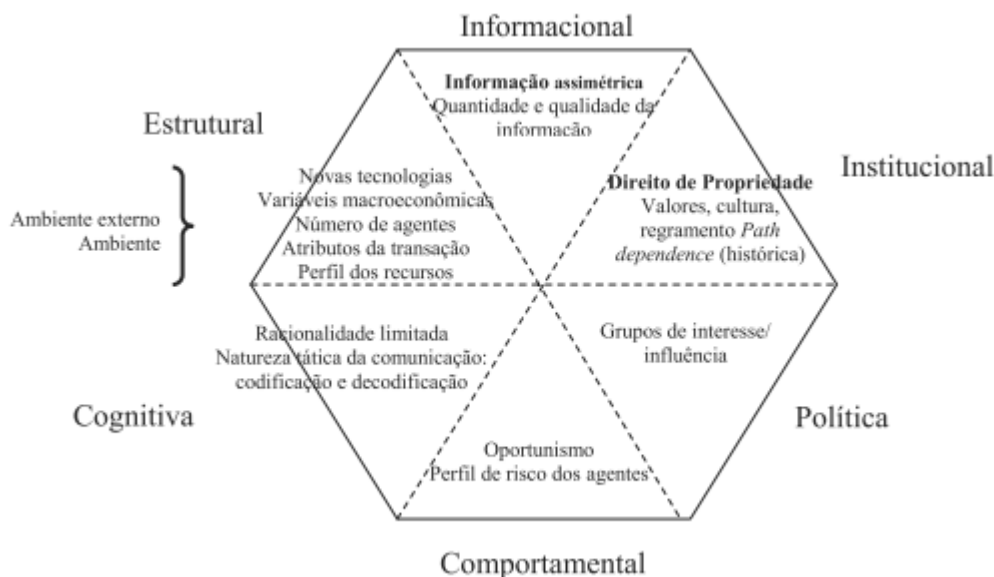 Informacional
Informação assimétrica
Quantidade e qualidade da
informacão
Estrutural
Ambiente externo
Ambiente
Novas tecnologias
Variáveis macroeconômicas
Número de agentes
Atributos da transação
Perfil dos recursos
Institucional
Direito de Propriedade
Valores, cultura,
regramento Path
dependence (histórica)
Racionalidade limitada
Natureza tática da comunicação:
codificação e decodificação
Cognitiva
Grupos de interesse/
influência
Política
Oportunismo
Perfil de risco dos agentes
Comportamental